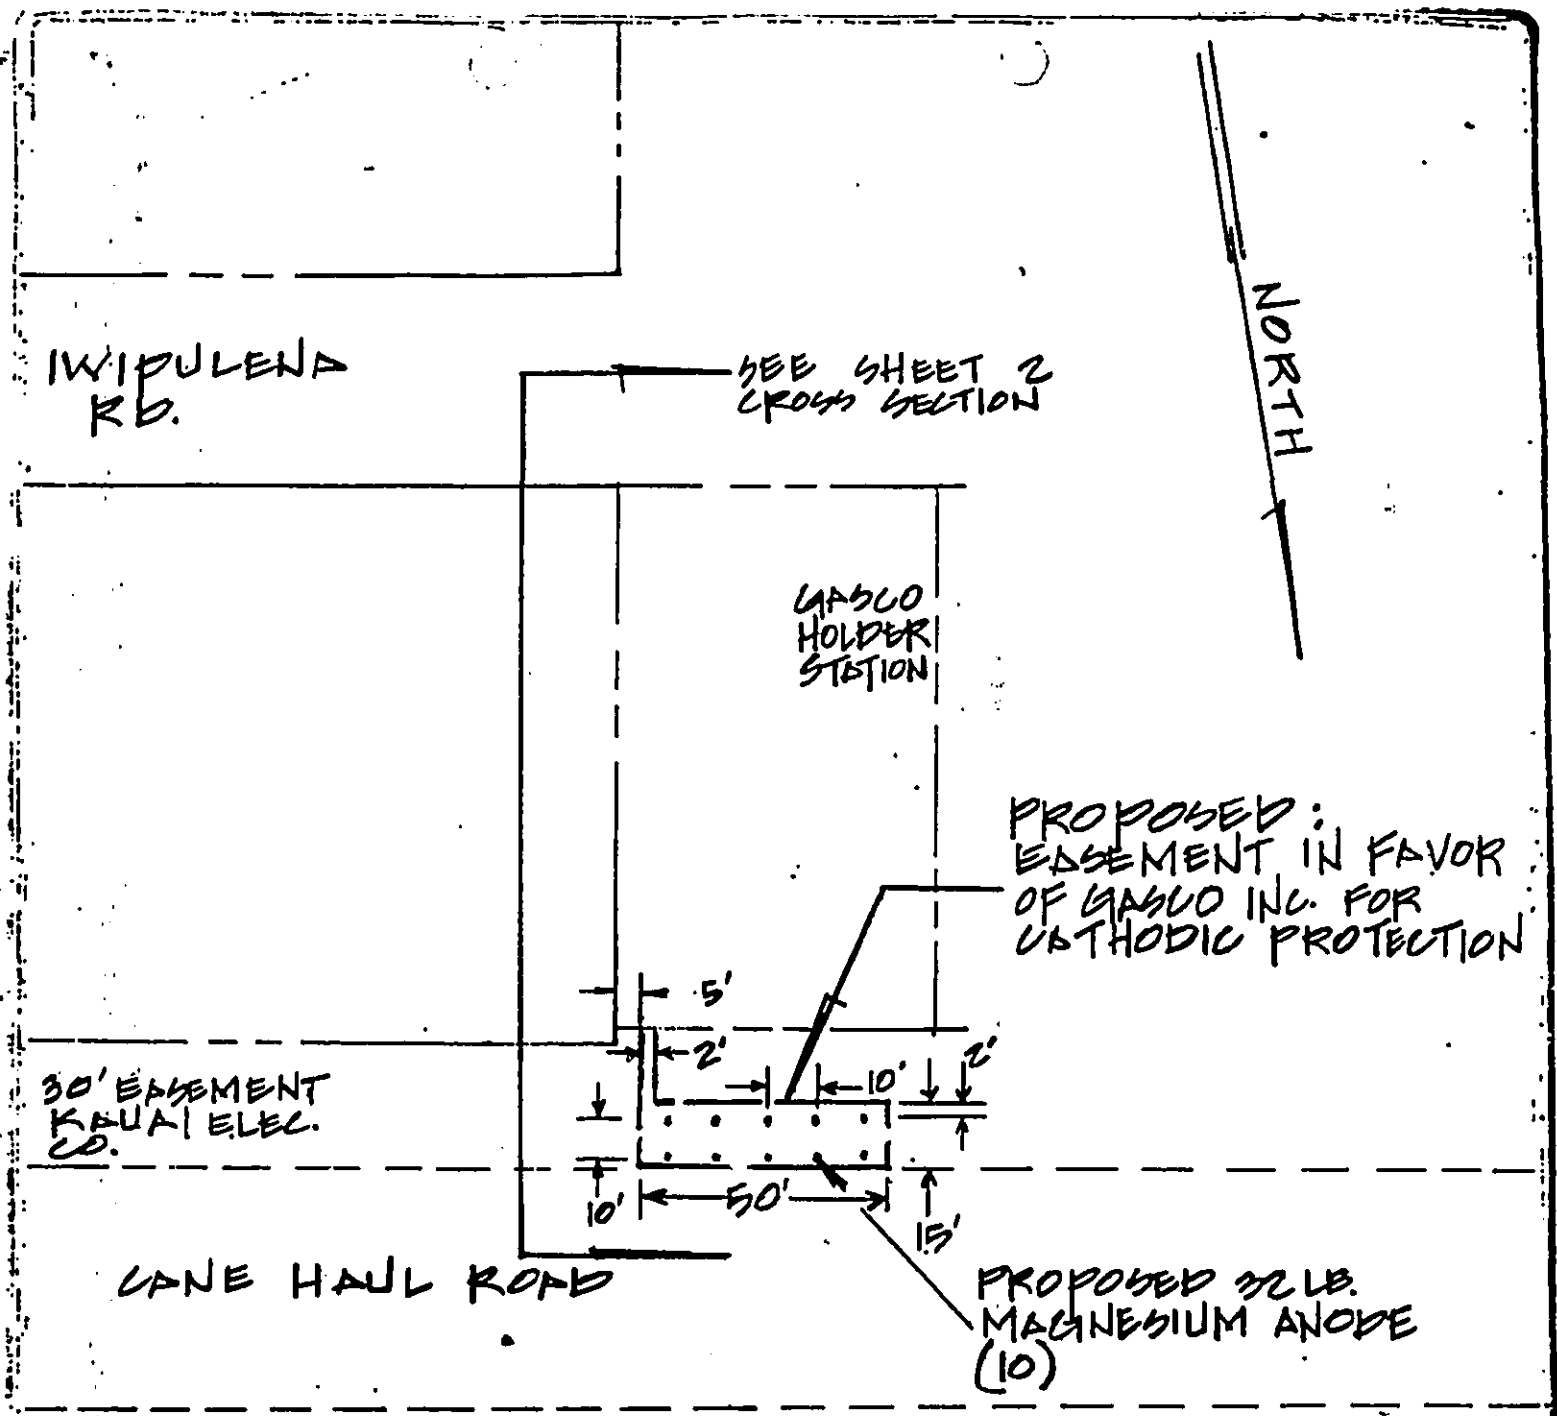 IWIPULENA
RD.
SEE SHEET 2
CROSS SECTION
NORTH
GASCO
HOLDER
STATION
PROPOSED:
EASEMENT IN FAVOR
OF GASCO INC. FOR
CATHODIC PROTECTION
5'
2'
10'
2'
30' EASEMENT
KAUAI ELEC.
CO.
10'
50'
15'
CANE HAUL ROAD
PROPOSED 32 LB.
MAGNESIUM ANODE
(10)